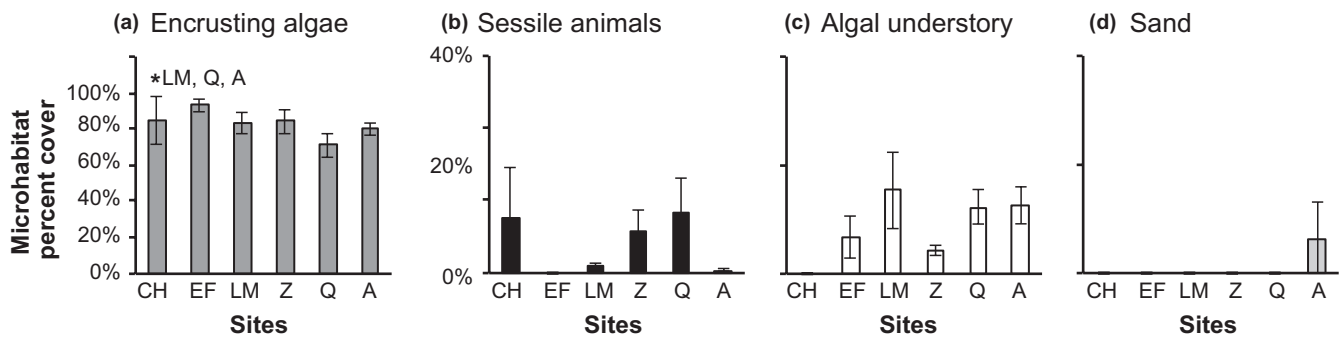 (a) Encrusting algae
(b) Sessile animals
(c) Algal understory
(d) Sand
Microhabitat
percent cover
*LM, Q, A
100%
80%
60%
40%
20%
0%
CH EF LM Z Q A
Sites
40%
20%
0%
CH EF LM Z Q A
Sites
CH EF LM Z Q A
Sites
CH EF LM Z Q A
Sites